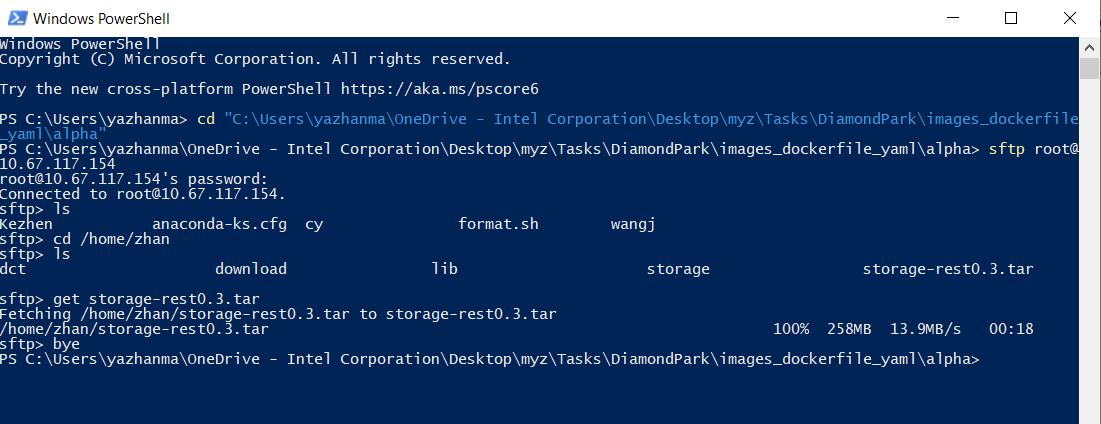 Windows PowerShell
Windows PowerShell
Copyright (C) Microsoft Corporation. All rights reserved.
Try the new cross-platform PowerShell https://aka.ms/pscore6
PS C:\Users\yazhanma> cd "C:\Users\yazhanma\OneDrive - Intel Corporation\Desktop\myz\Tasks\DiamondPark\images_dockerfile
_yaml\alpha"
PS C:\Users\yazhanma\OneDrive - Intel Corporation\Desktop\myz\Tasks\DiamondPark\images_dockerfile_yaml\alpha> sftp root@
10.67.117.154
root@10.67.117.154's password:
Connected to root@10.67.117.154.
sftp> ls
Kezhen anaconda-ks.cfg cy format.sh wangj
sftp> cd /home/zhan
sftp> ls
dct download lib storage storage-rest0.3.tar
sftp> get storage-rest0.3.tar
Fetching /home/zhan/storage-rest0.3.tar to storage-rest0.3.tar
/home/zhan/storage-rest0.3.tar 100% 258MB 13.9MB/s 00:18
sftp> bye
PS C:\Users\yazhanma\OneDrive - Intel Corporation\Desktop\myz\Tasks\DiamondPark\images_dockerfile_yaml\alpha>